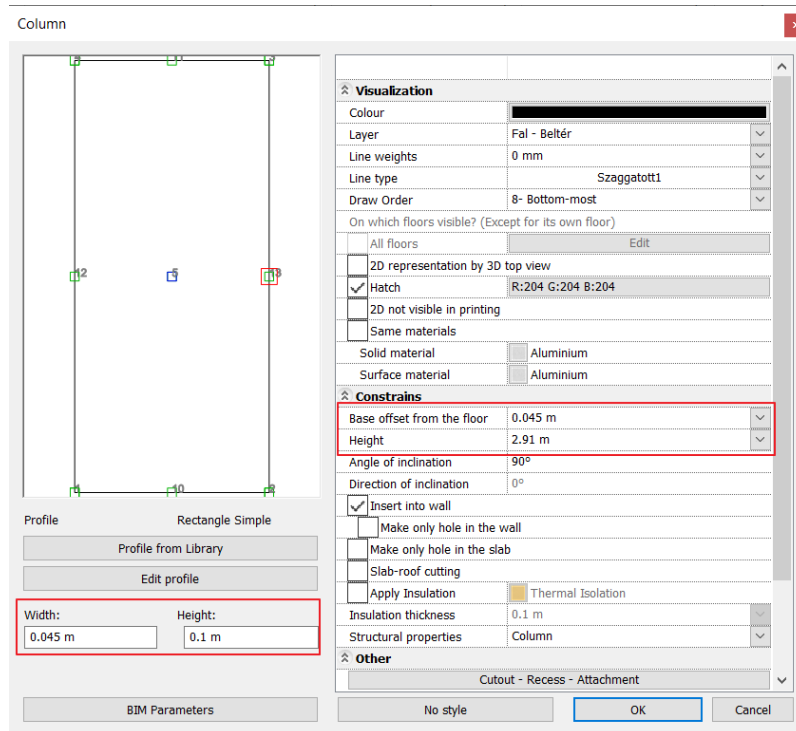 Column
12
5
13
1
10
2
Profile
Rectangle Simple
Profile from Library
Edit profile
Width:
Height:
0.045 m
0.1 m
BIM Parameters
Visualization
Colour
Layer
Fal - Beltér
Line weights
0 mm
Line type
Szaggatott1
Draw Order
8- Bottom-most
On which floors visible? (Except for its own floor)
All floors
Edit
2D representation by 3D top view
Hatch
R:204 G:204 B:204
2D not visible in printing
Same materials
Solid material
Aluminium
Surface material
Aluminium
Constrains
Base offset from the floor
0.045 m
Height
2.91 m
Angle of inclination
90°
Direction of inclination
0°
Insert into wall
Make only hole in the wall
Make only hole in the slab
Slab-roof cutting
Apply Insulation
Thermal Isolation
Insulation thickness
0.1 m
Structural properties
Column
Other
Cutout - Recess - Attachment
No style
OK
Cancel